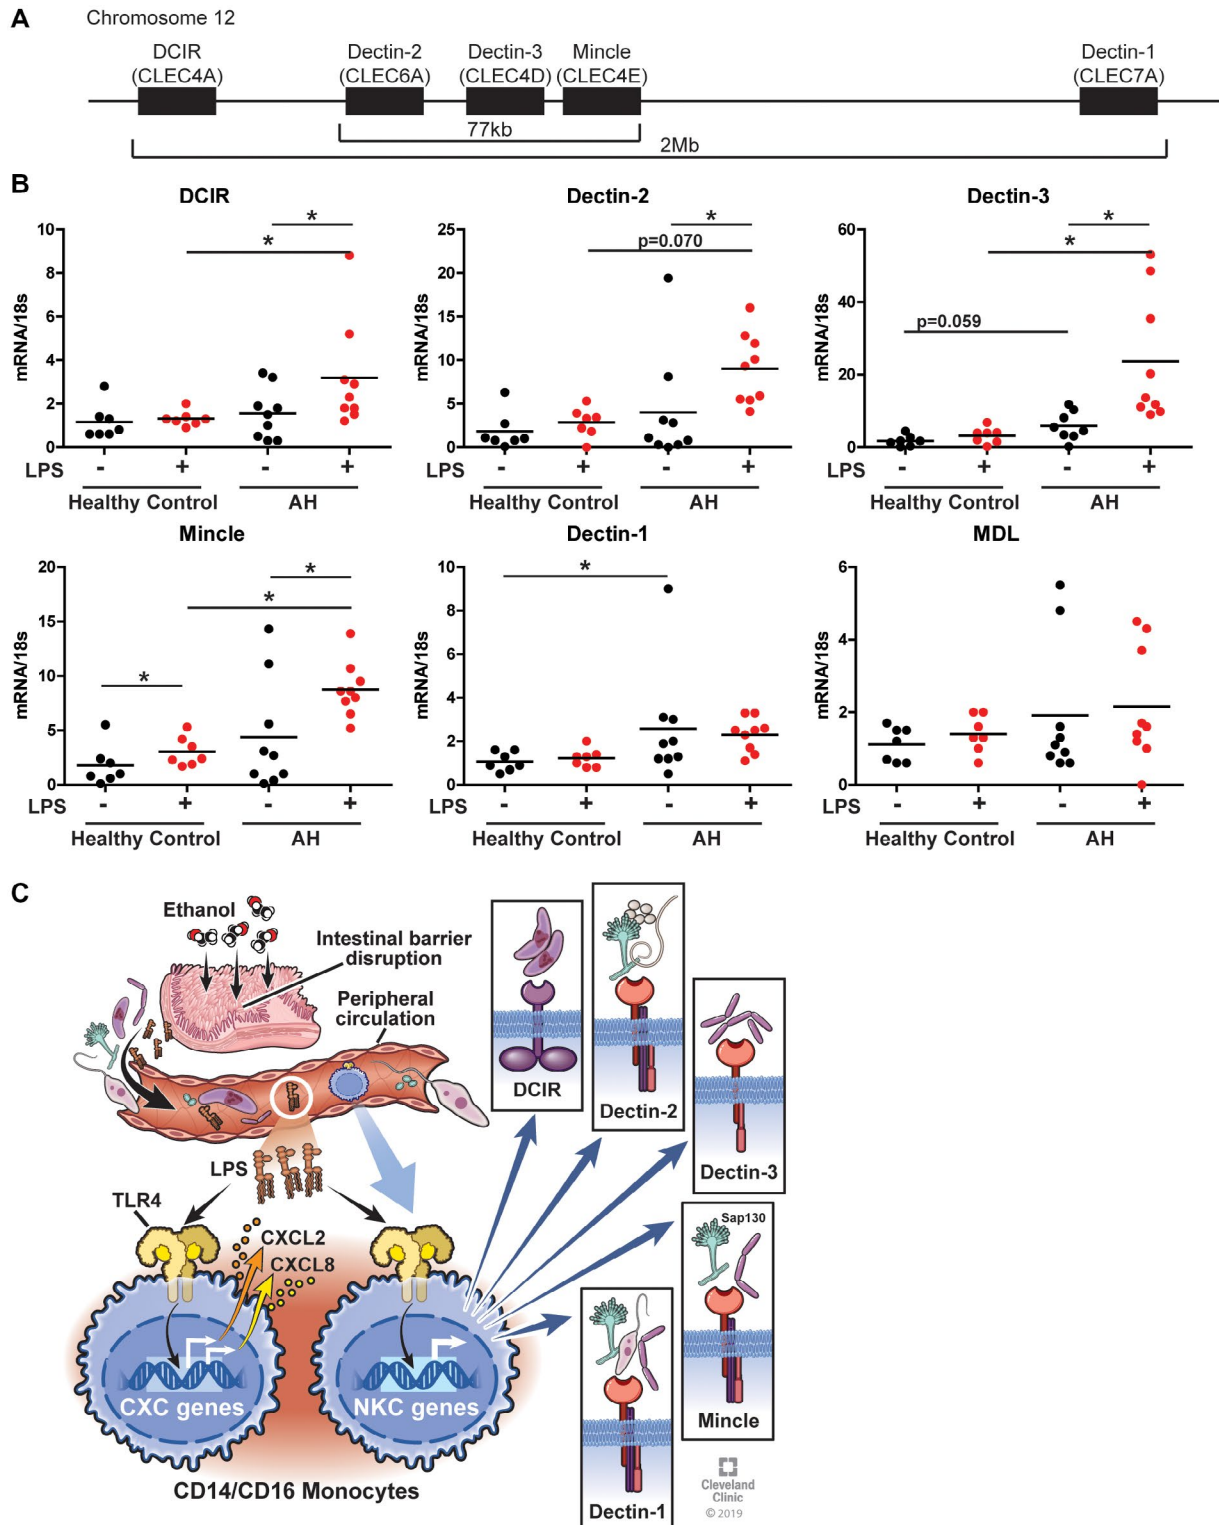 A
Chromosome 12
DCIR
(CLEC4A)
Dectin-2
(CLEC6A)
Dectin-3
(CLEC4D)
Mincle
(CLEC4E)
Dectin-1
(CLEC7A)
77kb
2Mb
B
DCIR
mRNA/18s
10
8
6
4
2
0
*
*
LPS - + - +
Healthy Control AH
Dectin-2
mRNA/18s
25
20
15
10
5
0
*
p=0.070
- + - +
Healthy Control AH
Dectin-3
mRNA/18s
60
40
20
0
*
*
p=0.059
LPS - + - +
Healthy Control AH
Mincle
mRNA/18s
20
15
10
5
0
*
*
*
LPS - + - +
Healthy Control AH
Dectin-1
mRNA/18s
10
8
6
4
2
0
*
LPS - + - +
Healthy Control AH
MDL
mRNA/18s
6
4
2
0
LPS - + - +
Healthy Control AH
C
Ethanol
Intestinal barrier
disruption
Peripheral
circulation
LPS
TLR4
CXCL2
CXCL8
CXC genes
NKC genes
CD14/CD16 Monocytes
DCIR
Dectin-2
Dectin-3
Sap130
Mincle
Dectin-1
Cleveland
Clinic
© 2019